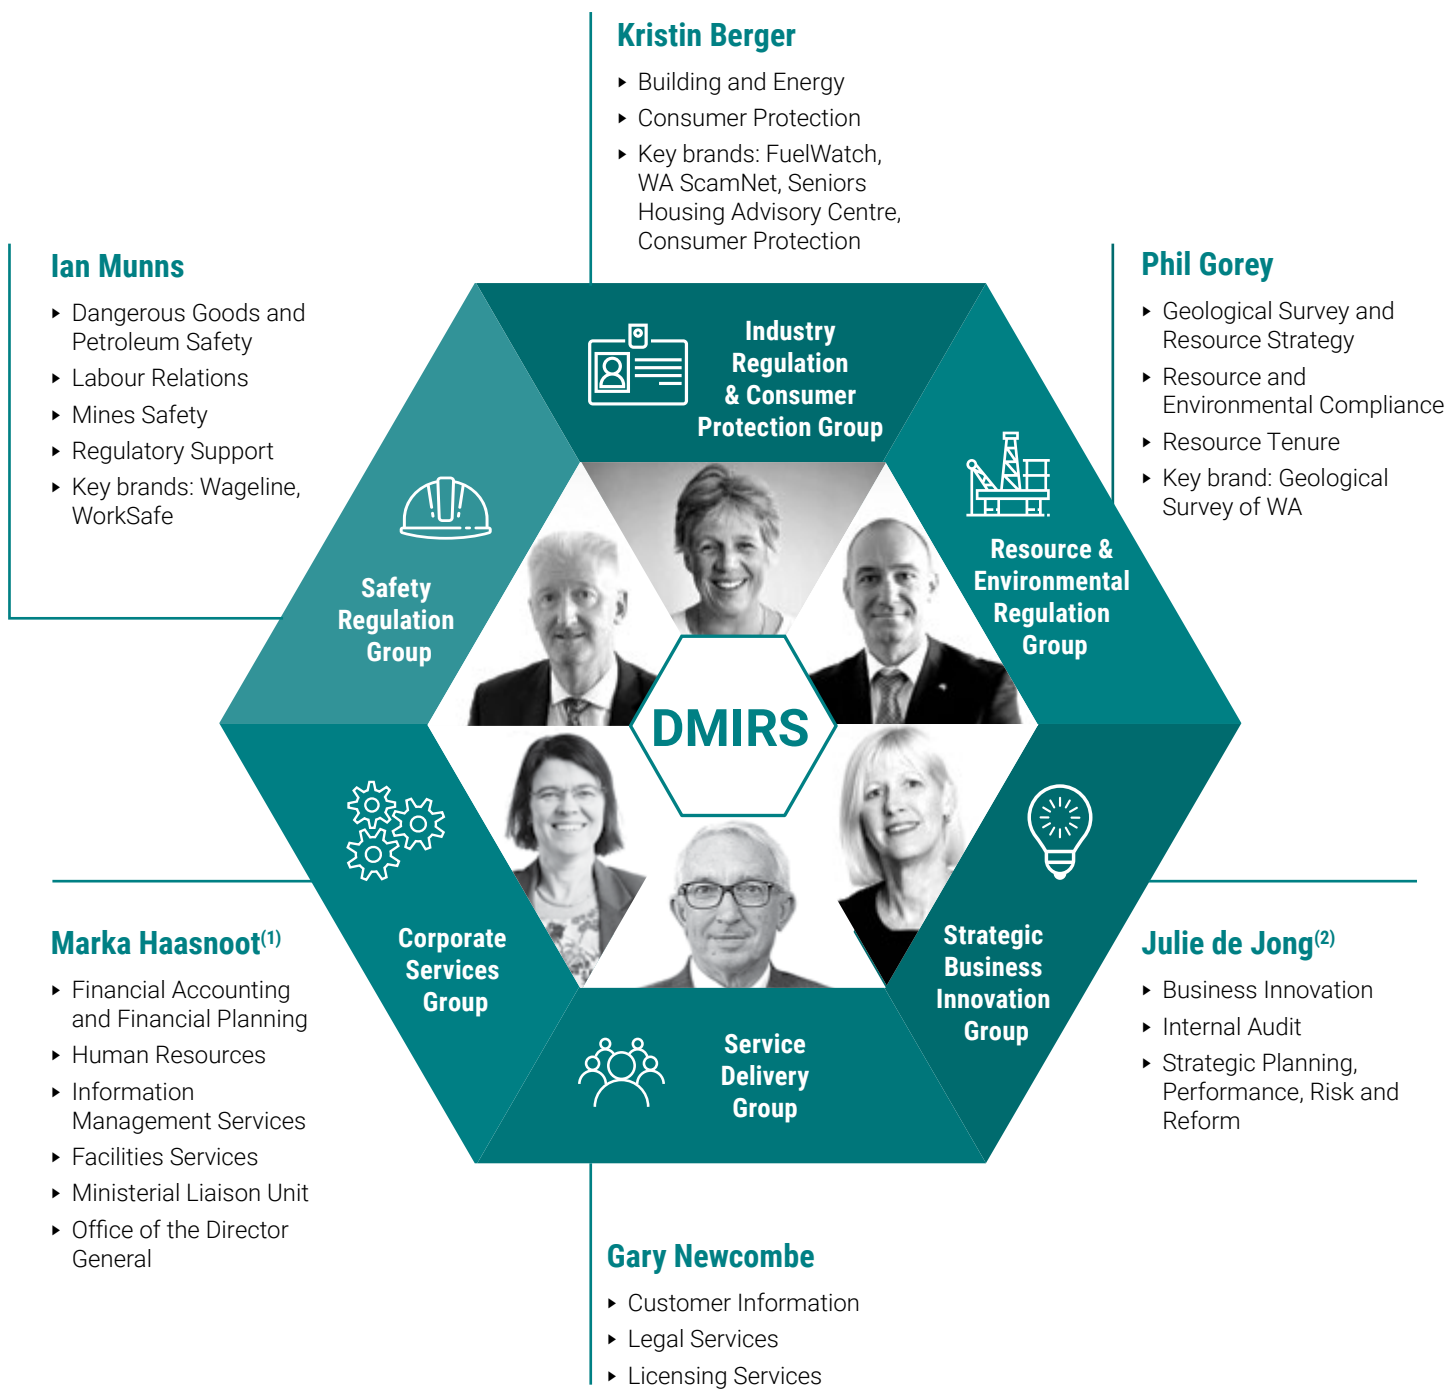 Kristin Berger
▸ Building and Energy
▸ Consumer Protection
▸ Key brands: FuelWatch,
WA ScamNet, Seniors
Housing Advisory Centre,
Consumer Protection
Ian Munns
▸ Dangerous Goods and
Petroleum Safety
▸ Labour Relations
▸ Mines Safety
▸ Regulatory Support
▸ Key brands: Wageline,
WorkSafe
Phil Gorey
▸ Geological Survey and
Resource Strategy
▸ Resource and
Environmental Compliance
▸ Resource Tenure
▸ Key brand: Geological
Survey of WA
Industry
Regulation
& Consumer
Protection Group
Safety
Regulation
Group
Resource &
Environmental
Regulation
Group
DMIRS
Corporate
Services
Group
Strategic
Business
Innovation
Group
Service
Delivery
Group
Marka Haasnoot(1)
▸ Financial Accounting
and Financial Planning
▸ Human Resources
▸ Information
Management Services
▸ Facilities Services
▸ Ministerial Liaison Unit
▸ Office of the Director
General
Julie de Jong(2)
▸ Business Innovation
▸ Internal Audit
▸ Strategic Planning,
Performance, Risk and
Reform
Gary Newcombe
▸ Customer Information
▸ Legal Services
▸ Licensing Services